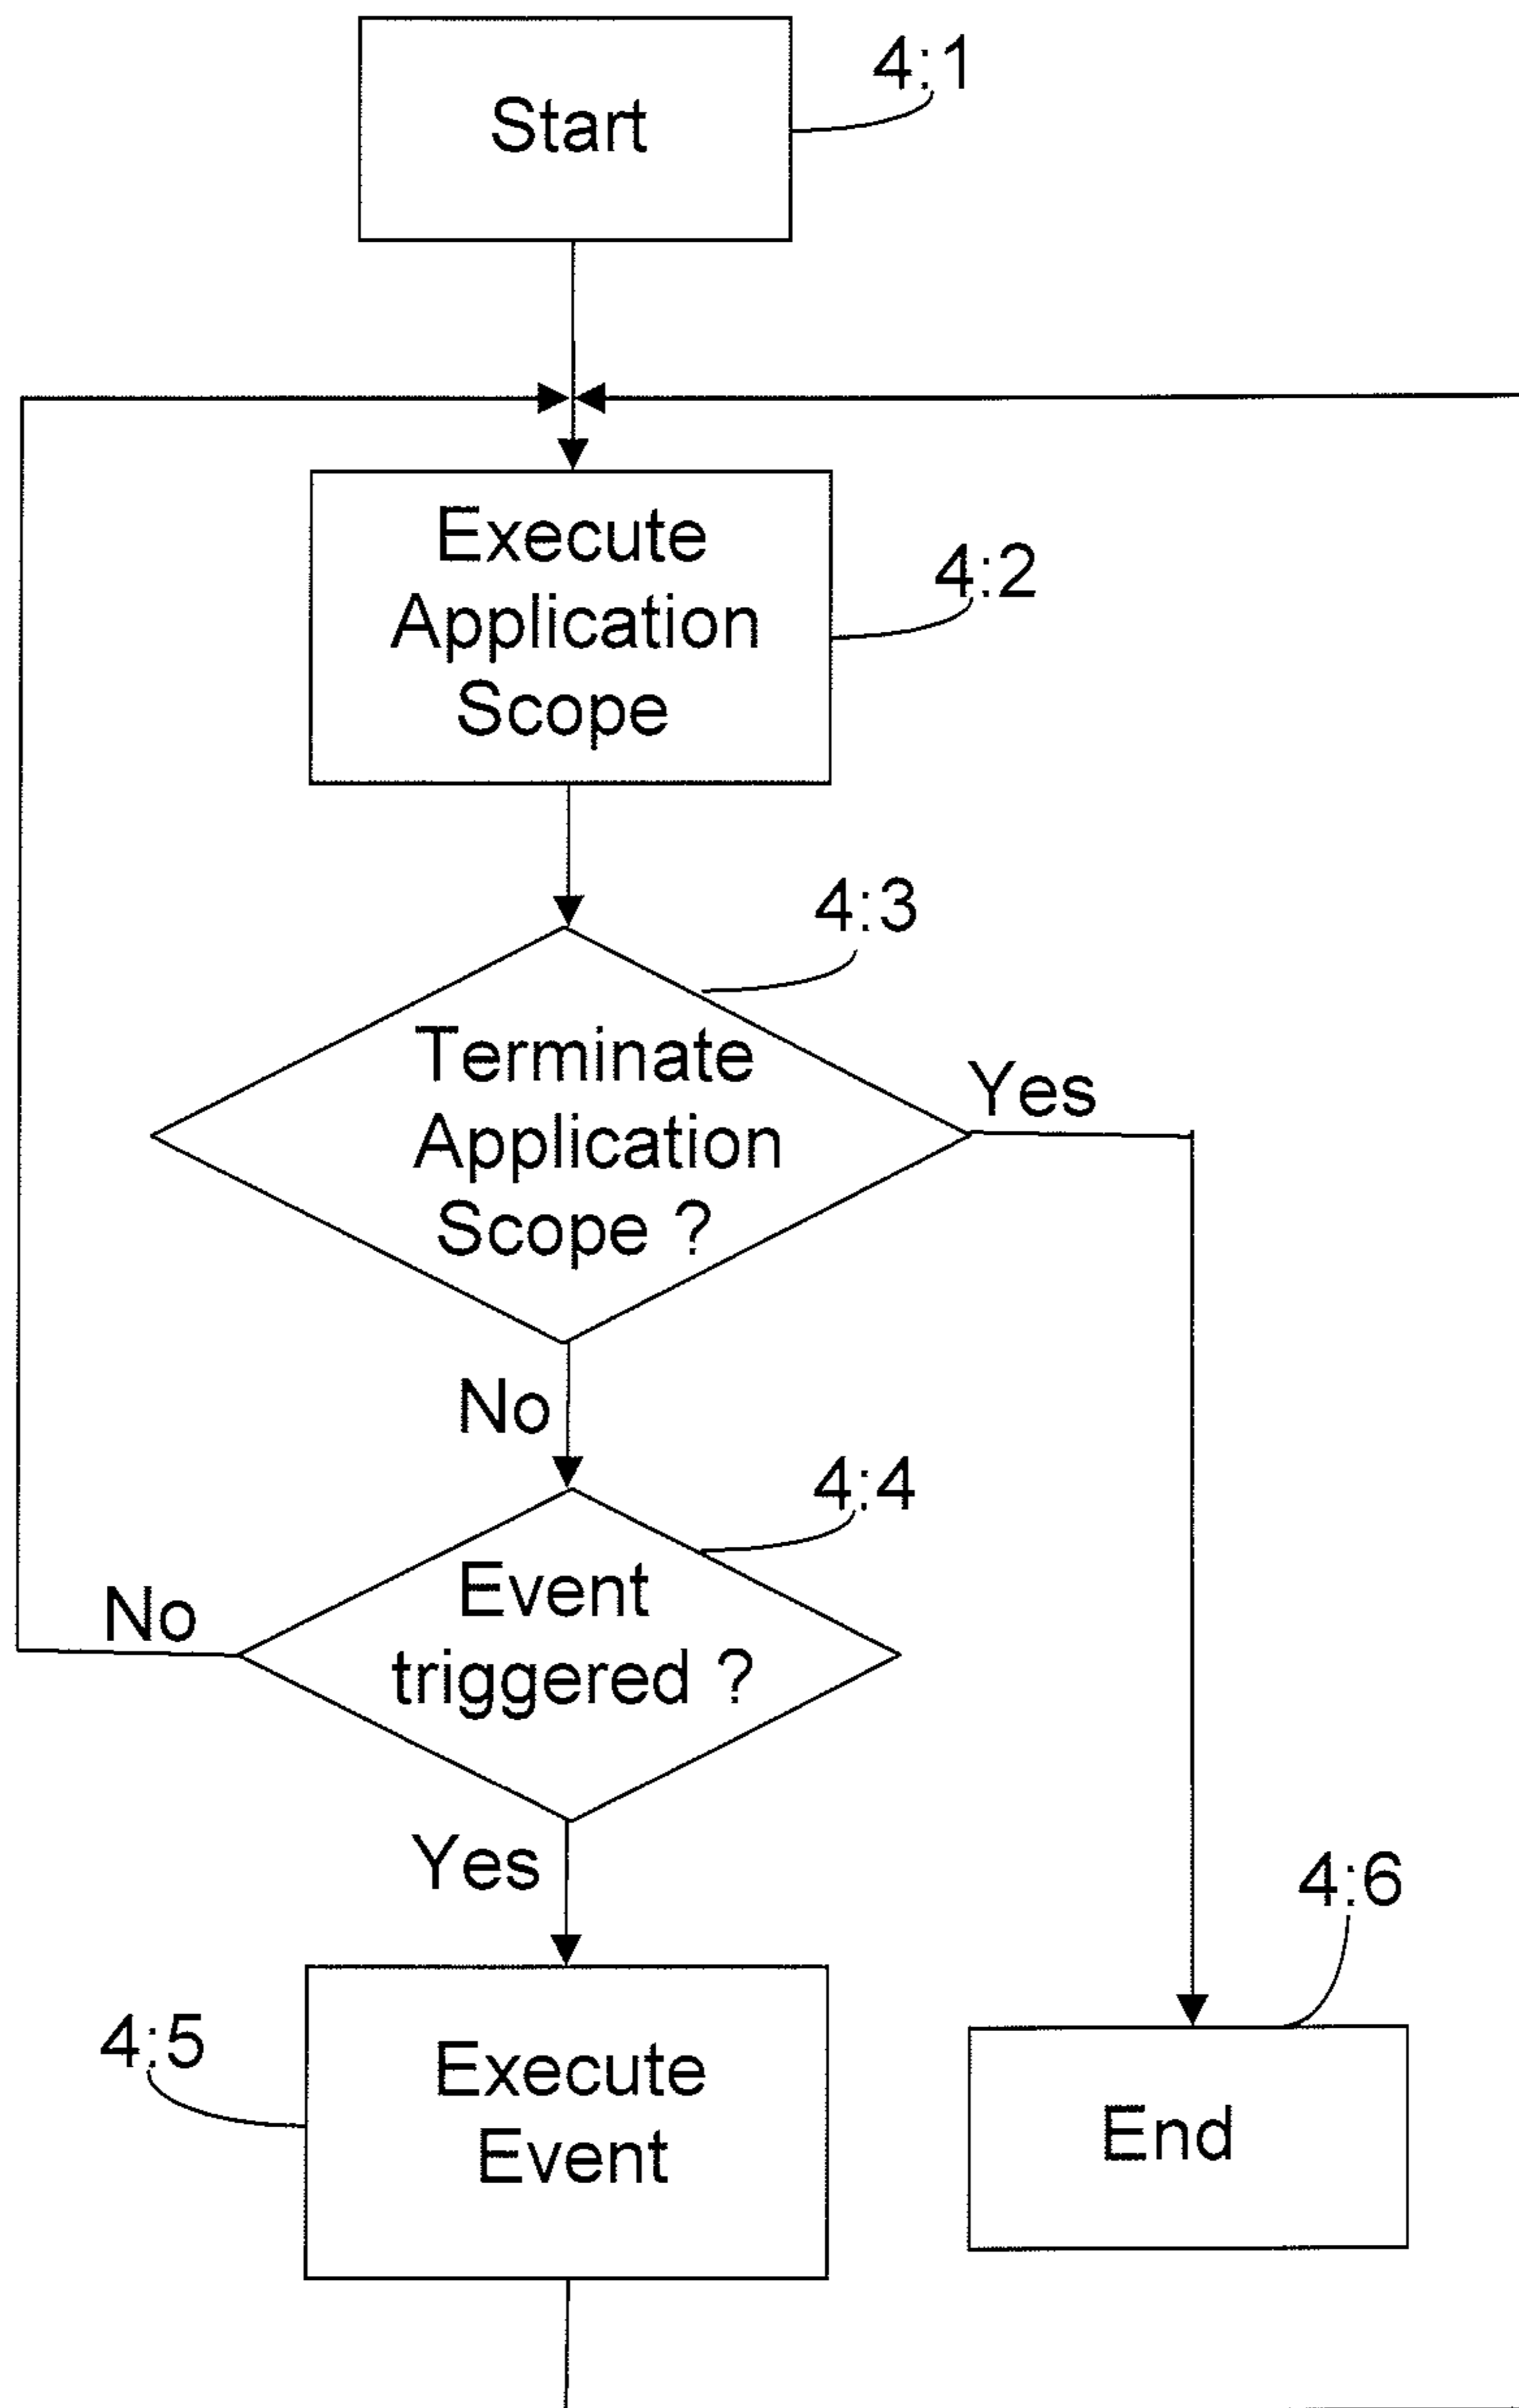 Start
4:1
Execute
Application
Scope
4:2
4:3
Terminate
Application
Scope ?
Yes
No
4:4
Event
triggered ?
No
Yes
4:5
Execute
Event
4:6
End